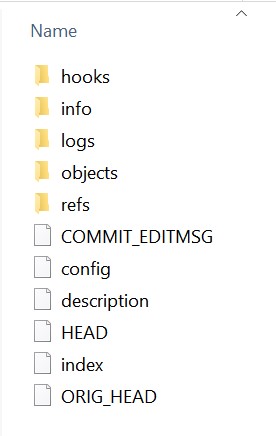 Name
hooks
info
logs
objects
refs
COMMIT_EDITMSG
config
description
HEAD
index
ORIG_HEAD